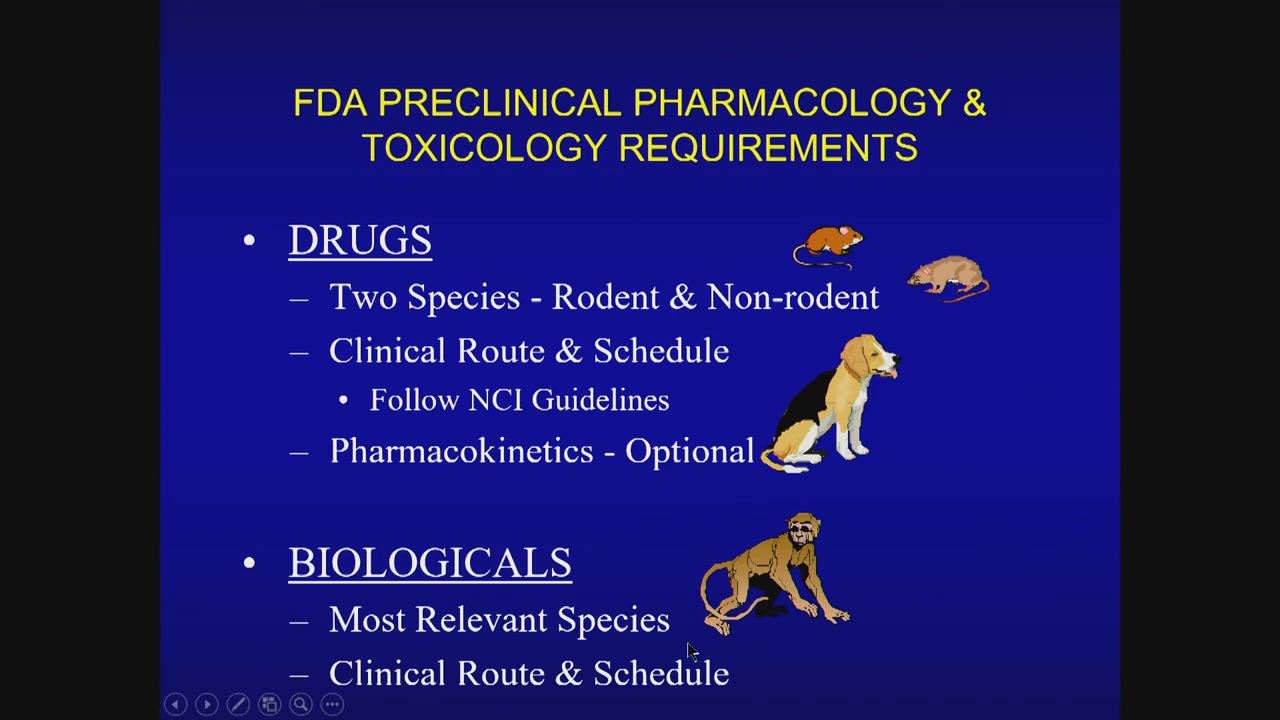 FDA PRECLINICAL PHARMACOLOGY &
TOXICOLOGY REQUIREMENTS
• DRUGS
– Two Species - Rodent & Non-rodent
– Clinical Route & Schedule
• Follow NCI Guidelines
– Pharmacokinetics - Optional
• BIOLOGICALS
– Most Relevant Species
– Clinical Route & Schedule